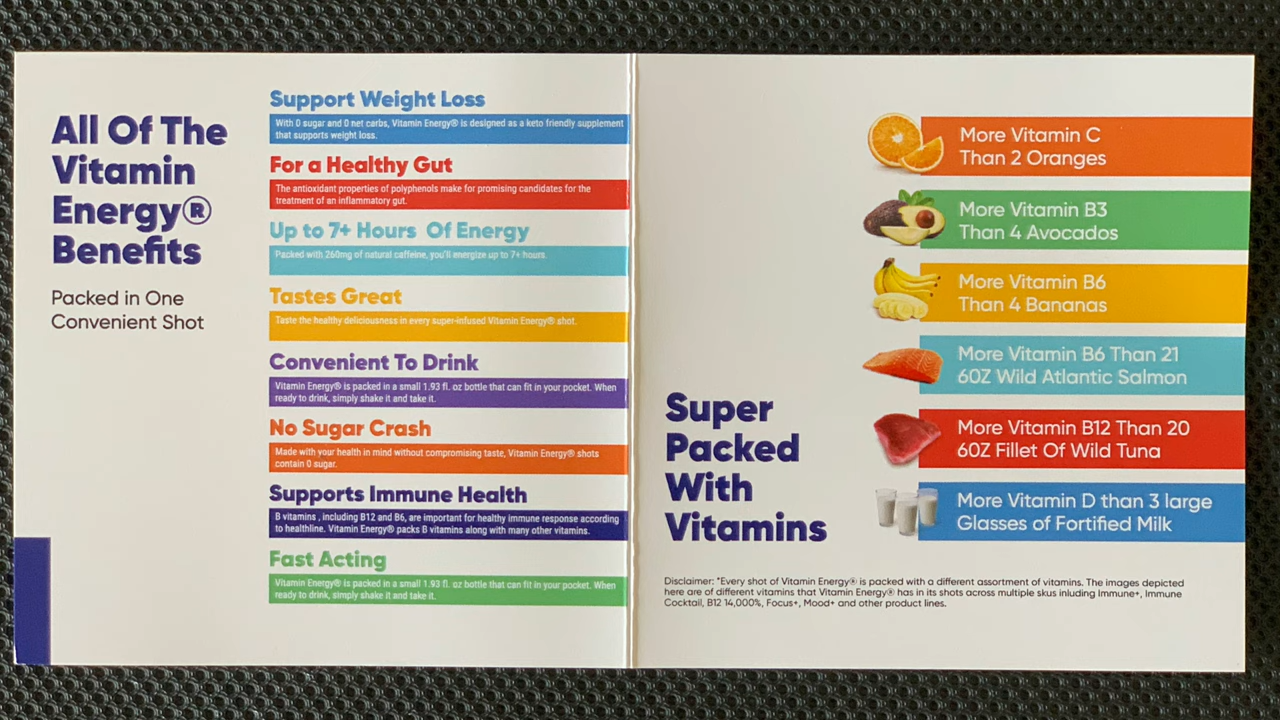 All Of The
Vitamin
Energy®
Benefits
Packed in One
Convenient Shot
Support Weight Loss
With 0 sugar and 0 net carbs, Vitamin Energy® is designed as a keto friendly supplement
that supports weight loss.
For a Healthy Gut
The antioxidant properties of polyphenols make for promising candidates for the
treatment of an inflammatory gut.
Up to 7+ Hours Of Energy
Packed with 260mg of natural caffeine, you'll energize up to 7+ hours.
Tastes Great
Taste the healthy deliciousness in every super-infused Vitamin Energy® shot.
Convenient To Drink
Vitamin Energy® is packed in a small 1.93 fl. oz bottle that can fit in your pocket. When
ready to drink, simply shake it and take it.
No Sugar Crash
Made with your health in mind without compromising taste, Vitamin Energy® shots
contain 0 sugar.
Supports Immune Health
B vitamins , including B12 and B6, are important for healthy immune response according
to healthline. Vitamin Energy® packs B vitamins along with many other vitamins.
Fast Acting
Vitamin Energy® is packed in a small 1.93 fl. oz bottle that can fit in your pocket. When
ready to drink, simply shake it and take it.
Super
Packed
With
Vitamins
More Vitamin C
Than 2 Oranges
More Vitamin B3
Than 4 Avocados
More Vitamin B6
Than 4 Bananas
More Vitamin B6 Than 21
6OZ Wild Atlantic Salmon
More Vitamin B12 Than 20
6OZ Fillet Of Wild Tuna
More Vitamin D than 3 large
Glasses of Fortified Milk
Disclaimer: *Every shot of Vitamin Energy® is packed with a different assortment of vitamins. The images depicted
here are of different vitamins that Vitamin Energy® has in its shots across multiple skus inluding Immune+, Immune
Cocktail, B12 14,000%, Focus+, Mood+ and other product lines.